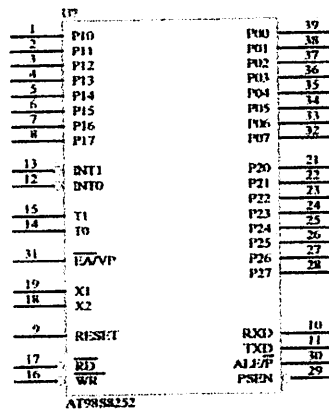 U?
1 P10 P00 39
2 P11 P01 38
3 P12 P02 37
4 P13 P03 36
5 P14 P04 35
6 P15 P05 34
7 P16 P06 33
8 P17 P07 32
13 INT1 P20 21
12 INT0 P21 22
P22 23
15 T1 P23 24
14 T0 P24 25
P25 26
31 EA/VP P26 27
P27 28
19 X1
18 X2
9 RESET RXD 10
TXD 11
17 RD ALE/P 30
16 WR PSEN 29
AT98S8252